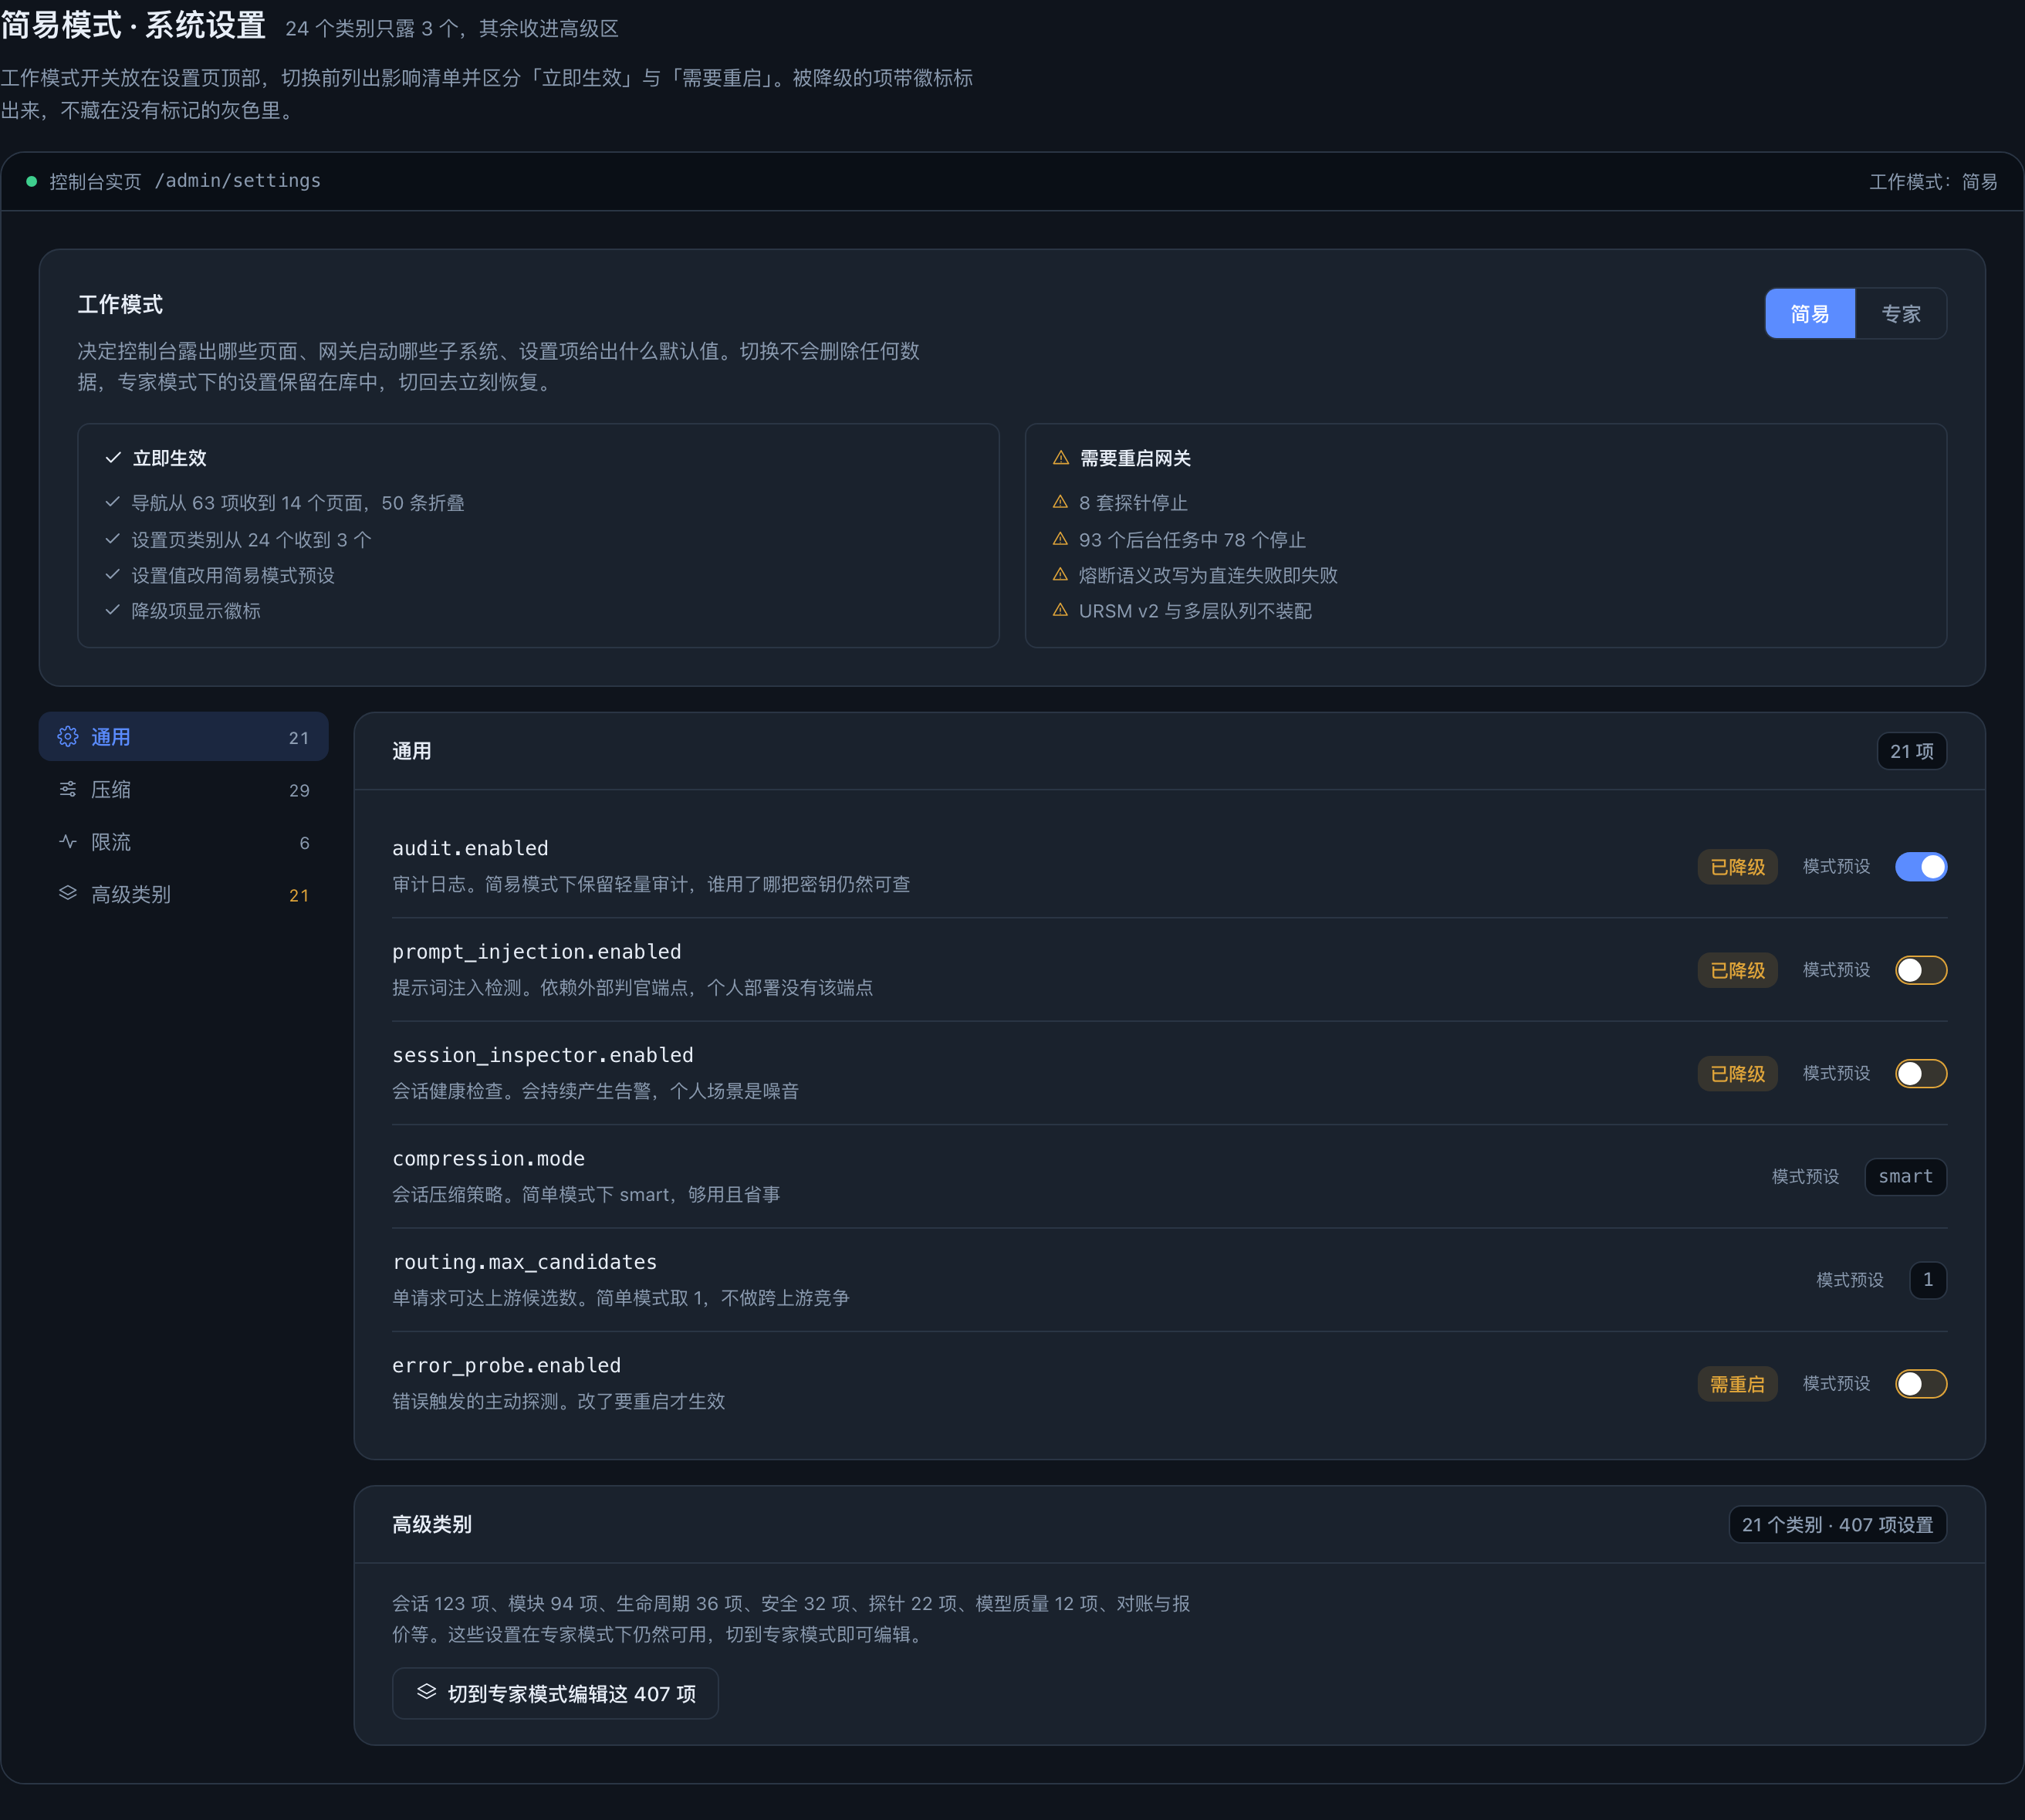 简易模式 · 系统设置 24 个类别只露 3 个，其余收进高级区
工作模式开关放在设置页顶部，切换前列出影响清单并区分「立即生效」与「需要重启」。被降级的项带徽标标
出来，不藏在没有标记的灰色里。
控制台实页 /admin/settings
工作模式：简易
工作模式
简易 专家
决定控制台露出哪些页面、网关启动哪些子系统、设置项给出什么默认值。切换不会删除任何数
据，专家模式下的设置保留在库中，切回去立刻恢复。
立即生效
导航从 63 项收到 14 个页面，50 条折叠
设置页类别从 24 个收到 3 个
设置值改用简易模式预设
降级项显示徽标
需要重启网关
8 套探针停止
93 个后台任务中 78 个停止
熔断语义改写为直连失败即失败
URSM v2 与多层队列不装配
通用 21
压缩 29
限流 6
高级类别 21
通用 21 项
audit.enabled
审计日志。简易模式下保留轻量审计，谁用了哪把密钥仍然可查
已降级 模式预设
prompt_injection.enabled
提示词注入检测。依赖外部判官端点，个人部署没有该端点
已降级 模式预设
session_inspector.enabled
会话健康检查。会持续产生告警，个人场景是噪音
已降级 模式预设
compression.mode
会话压缩策略。简单模式下 smart，够用且省事
模式预设 smart
routing.max_candidates
单请求可达上游候选数。简单模式取 1，不做跨上游竞争
模式预设 1
error_probe.enabled
错误触发的主动探测。改了要重启才生效
需重启 模式预设
高级类别 21 个类别 · 407 项设置
会话 123 项、模块 94 项、生命周期 36 项、安全 32 项、探针 22 项、模型质量 12 项、对账与报
价等。这些设置在专家模式下仍然可用，切到专家模式即可编辑。
切到专家模式编辑这 407 项